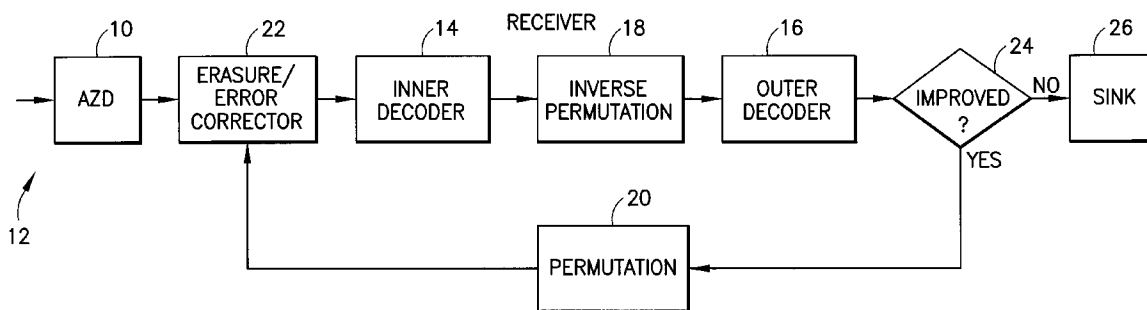 RECEIVER
10
22
14
18
16
24
26
AZD
ERASURE/
ERROR
CORRECTOR
INNER
DECODER
INVERSE
PERMUTATION
OUTER
DECODER
IMPROVED
?
NO
SINK
YES
12
20
PERMUTATION